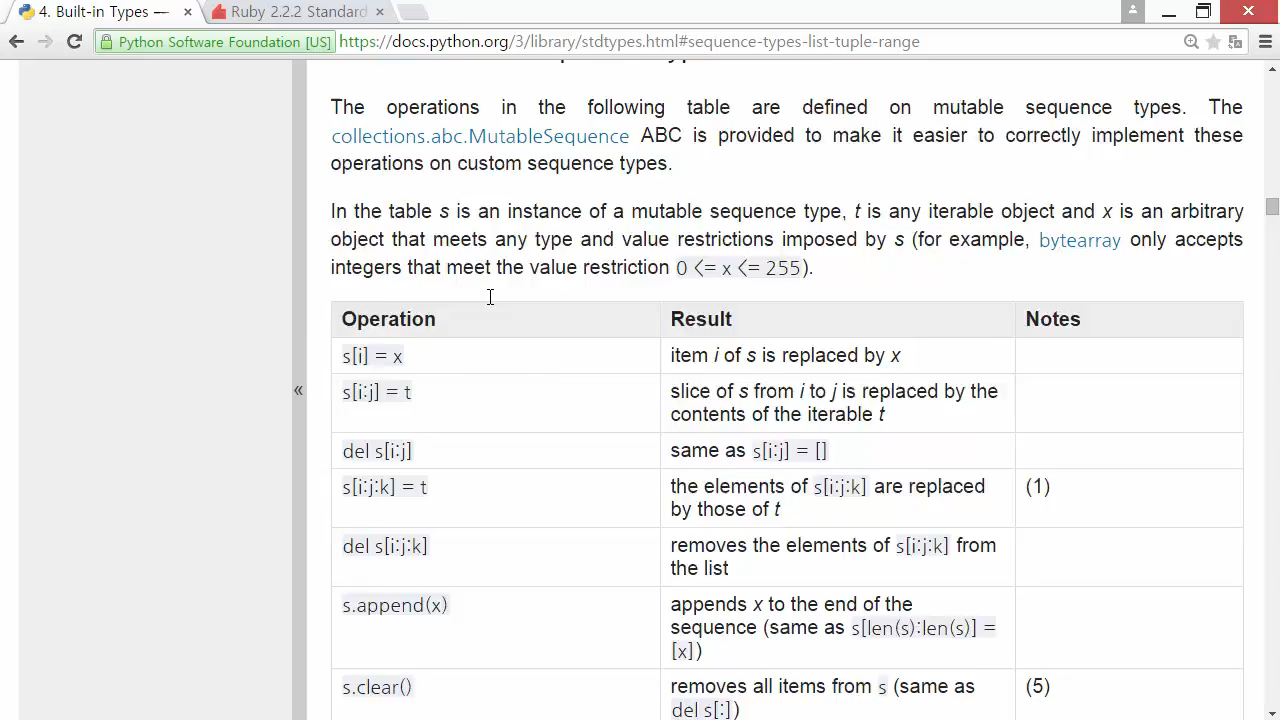 4. Built-in Types —
Ruby 2.2.2 Standard
Python Software Foundation [US]
https://docs.python.org/3/library/stdtypes.html#sequence-types-list-tuple-range
The operations in the following table are defined on mutable sequence types. The
collections.abc.MutableSequence ABC is provided to make it easier to correctly implement these
operations on custom sequence types.
In the table s is an instance of a mutable sequence type, t is any iterable object and x is an arbitrary
object that meets any type and value restrictions imposed by s (for example, bytearray only accepts
integers that meet the value restriction 0 <= x <= 255).
Operation Result Notes
s[i] = x item i of s is replaced by x
s[i:j] = t slice of s from i to j is replaced by the
contents of the iterable t
del s[i:j] same as s[i:j] = []
s[i:j:k] = t the elements of s[i:j:k] are replaced (1)
by those of t
del s[i:j:k] removes the elements of s[i:j:k] from
the list
s.append(x) appends x to the end of the
sequence (same as s[len(s):len(s)] =
[x])
s.clear() removes all items from s (same as (5)
del s[:])
«